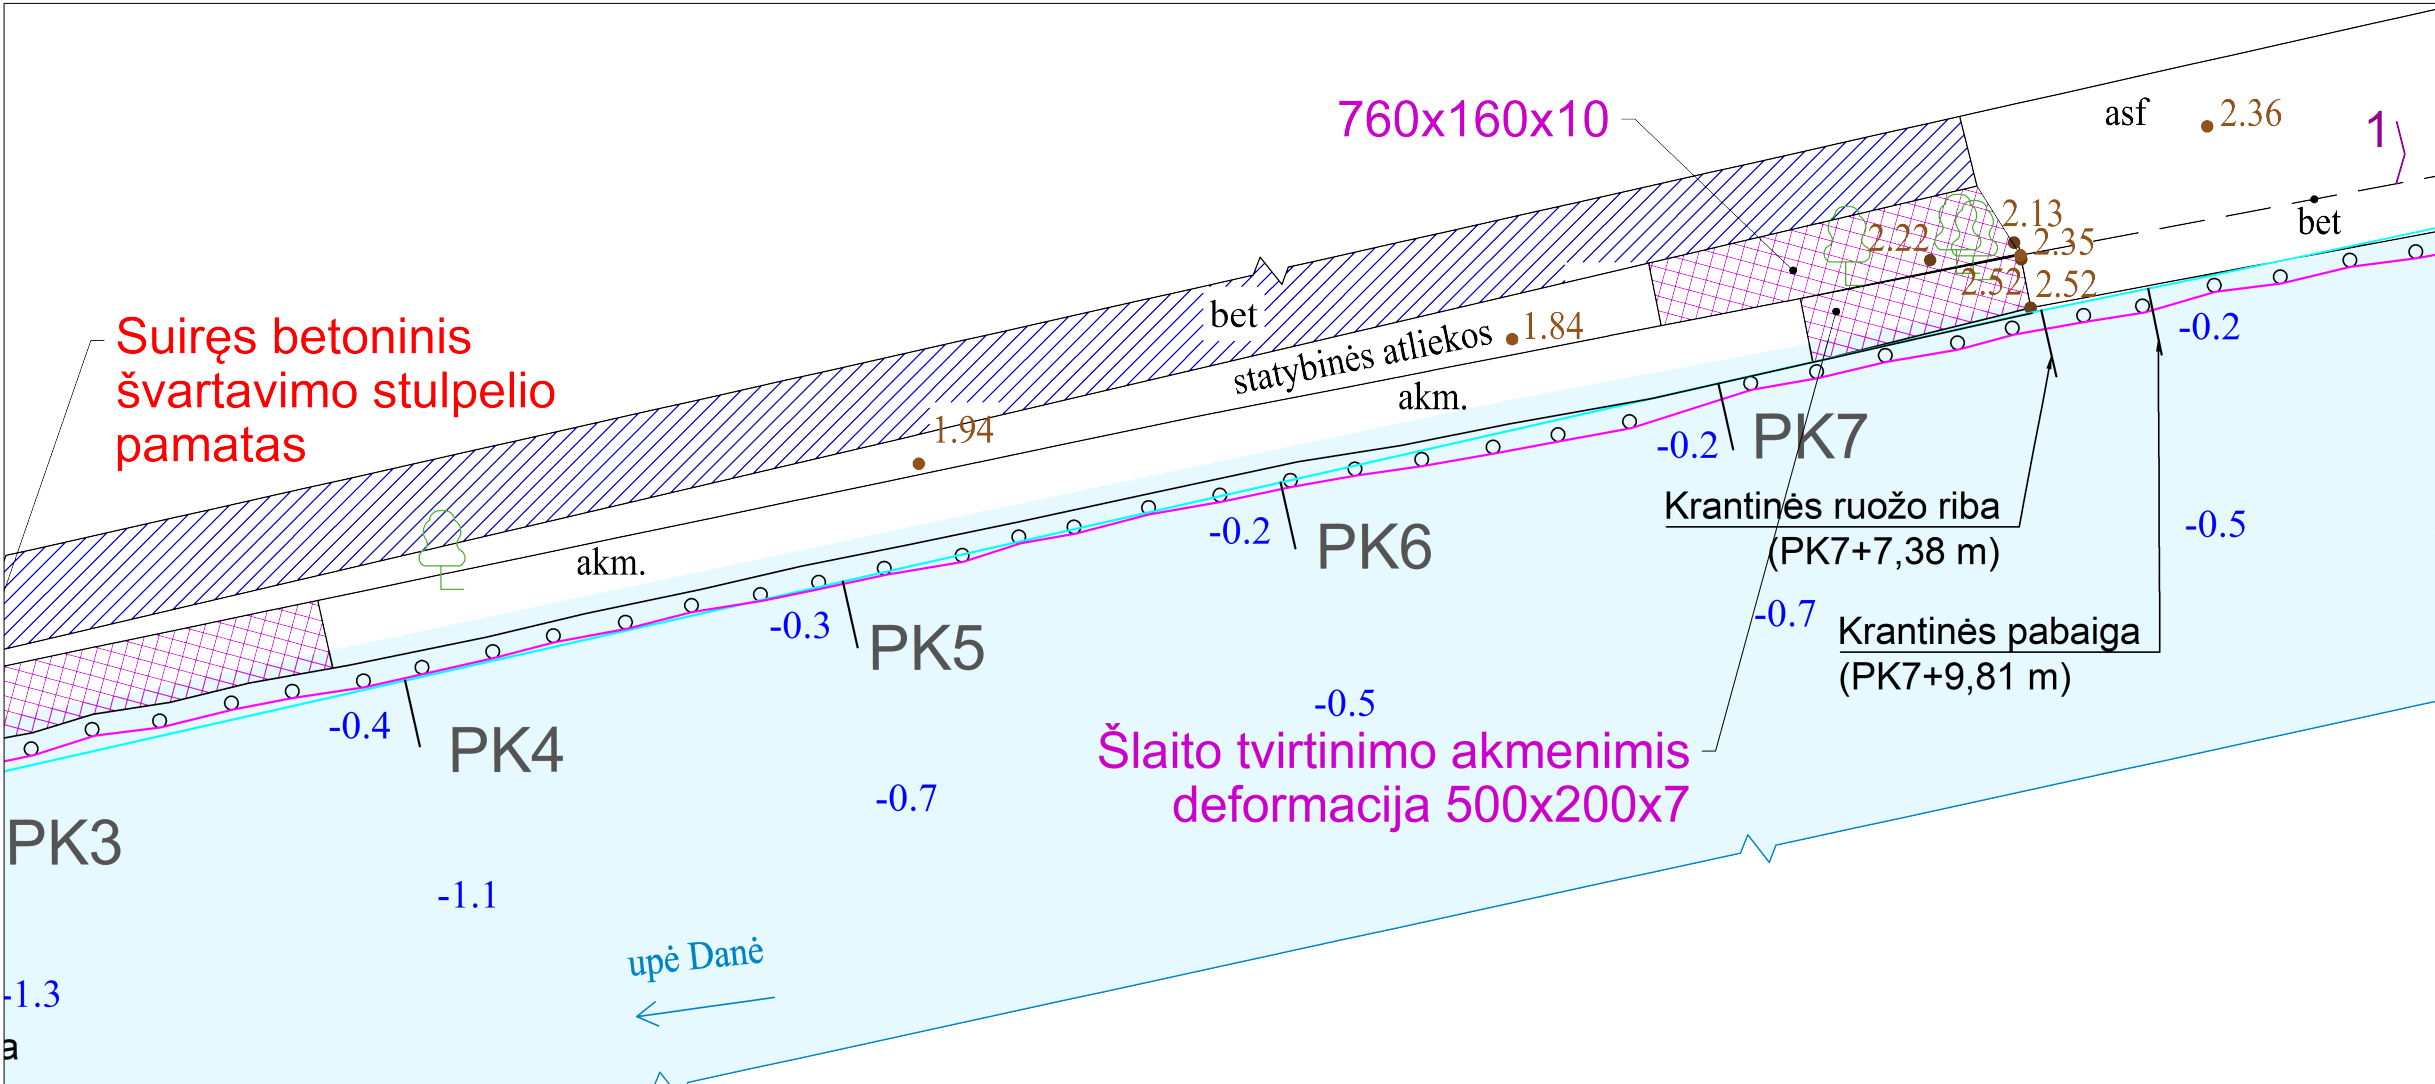 760x160x10
asf
2.36
1
2.13
2.22
2.35
bet
2.52
2.52
bet
statybinės atliekos
1.84
-0.2
Suiręs betoninis
švartavimo stulpelio
pamatas
akm.
1.94
-0.2
PK7
Krantinės ruožo riba
(PK7+7,38 m)
-0.5
-0.2
PK6
akm.
-0.3
PK5
-0.7
Krantinės pabaiga
(PK7+9,81 m)
-0.4
PK4
-0.5
Šlaito tvirtinimo akmenimis
deformacija 500x200x7
-0.7
PK3
-1.1
upė Danė
-1.3
a